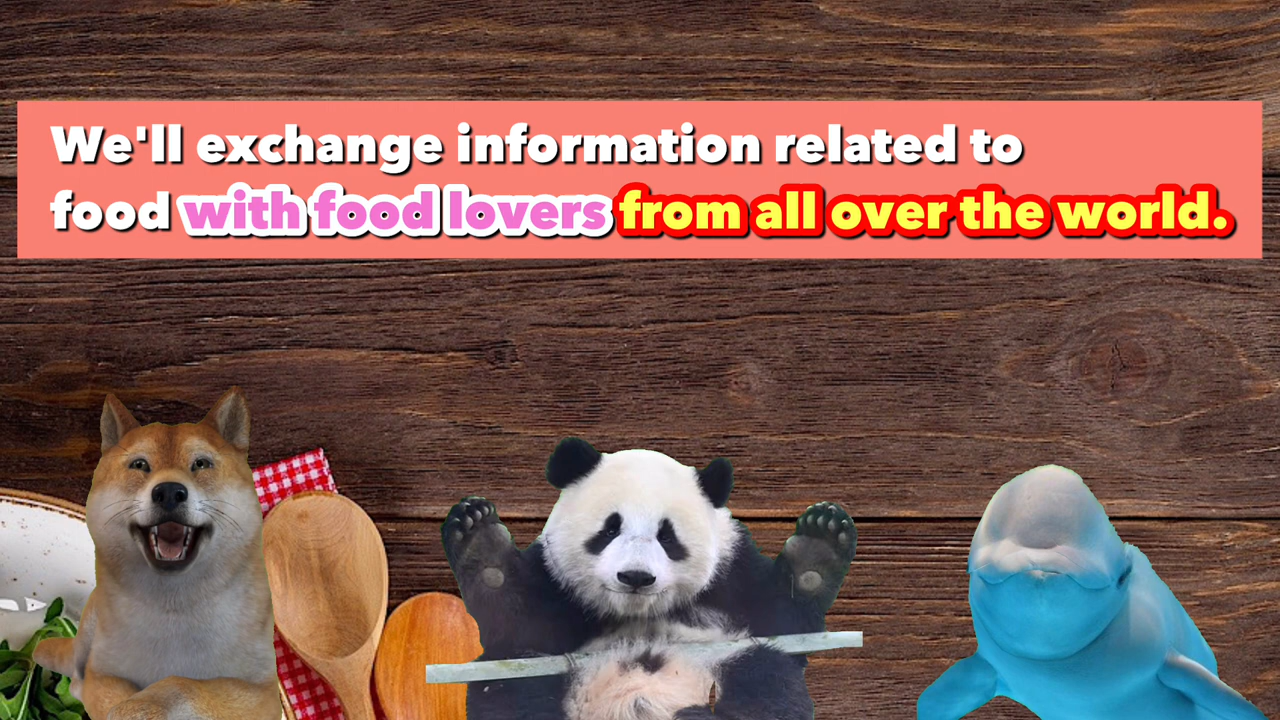 We'll exchange information related to
food with food lovers from all over the world.